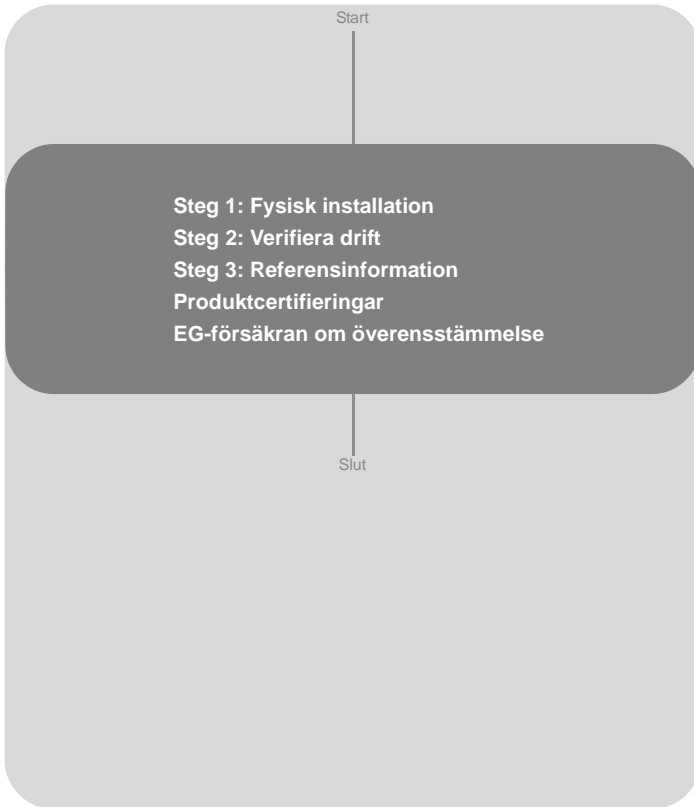 Start
Steg 1: Fysisk installation
Steg 2: Verifiera drift
Steg 3: Referensinformation
Produktcertifieringar
EG-försäkran om överensstämmelse
Slut